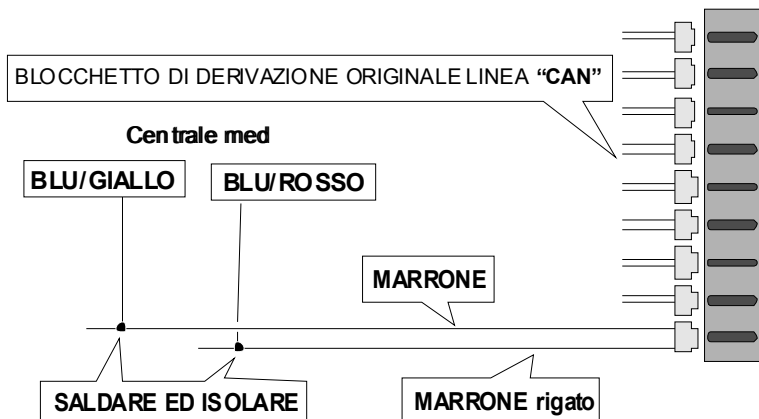 BLOCCHETTO DI DERIVAZIONE ORIGINALE LINEA “CAN”
Centrale med
BLU/GIALLO
BLU/ROSSO
MARRONE
SALDARE ED ISOLARE
MARRONE rigato